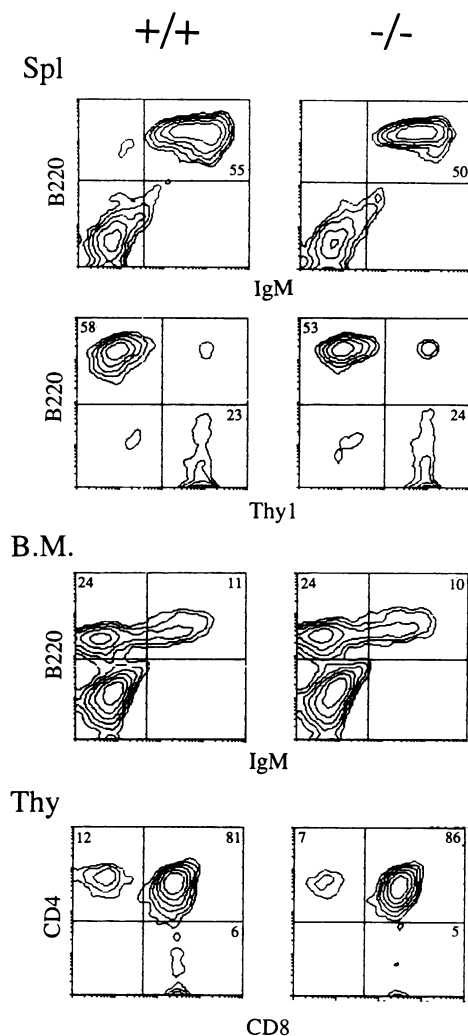 +/+ -/-
Spl
B220
55
50
IgM
B220
58
23
53
24
Thy1
B.M.
B220
24 11
24 10
IgM
Thy
CD4
12 81
6
7 86
5
CD8